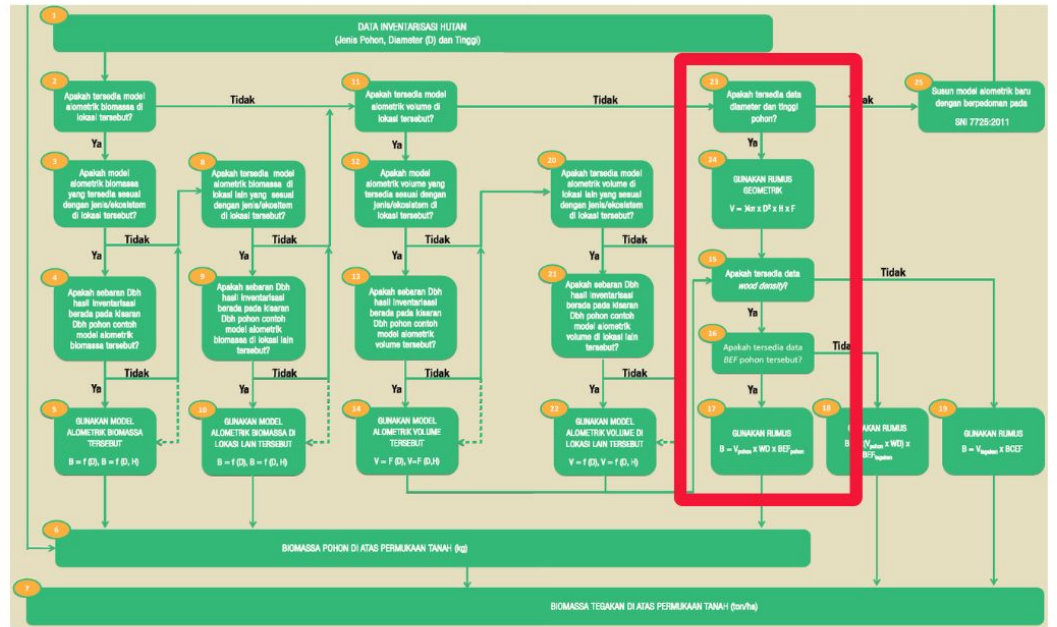 1
DATA INVENTARISASI HUTAN
(Jenis Pohon, Diameter (D) dan Tinggi)
2
Apakah tersedia model
alometrik biomassa di
lokasi tersebut?
Tidak
Ya
3
Apakah model
alometrik biomassa
yang tersedia sesuai
dengan jenis/ekosistem
di lokasi tersebut?
Tidak
Ya
4
Apakah sebaran Dbh
hasil inventarisasi
berada pada kisaran
Dbh pohon contoh
model alometrik
biomassa tersebut?
Tidak
Ya
5
GUNAKAN MODEL
ALOMETRIK BIOMASSA
TERSEBUT
B = f (D), B = f (D, H)
8
Apakah tersedia model
alometrik biomassa di
lokasi lain yang sesuai
dengan jenis/ekosistem
di lokasi tersebut?
Tidak
Ya
9
Apakah sebaran Dbh
hasil inventarisasi
berada pada kisaran
Dbh pohon contoh
model alometrik
biomassa di lokasi lain
tersebut?
Tidak
Ya
10
GUNAKAN MODEL
ALOMETRIK BIOMASSA DI
LOKASI LAIN TERSEBUT
B = f (D), B = f (D, H)
11
Apakah tersedia model
alometrik volume di
lokasi tersebut?
Tidak
Ya
12
Apakah model
alometrik volume yang
tersedia sesuai dengan
jenis/ekosistem di
lokasi tersebut?
Tidak
Ya
13
Apakah sebaran Dbh
hasil inventarisasi
berada pada kisaran
Dbh pohon contoh
model alometrik
volume tersebut?
Tidak
Ya
14
GUNAKAN MODEL
ALOMETRIK VOLUME
TERSEBUT
V = F (D), V=F (D,H)
20
Apakah tersedia model
alometrik volume di
lokasi lain yang sesuai
dengan jenis/ekosistem
di lokasi tersebut?
Tidak
Ya
21
Apakah sebaran Dbh
hasil inventarisasi
berada pada kisaran
Dbh pohon contoh
model alometrik
volume di lokasi lain
tersebut?
Tidak
Ya
22
GUNAKAN MODEL
ALOMETRIK VOLUME DI
LOKASI LAIN TERSEBUT
V = f (D), V = f (D, H)
23
Apakah tersedia data
diameter dan tinggi
pohon?
Ya
24
GUNAKAN RUMUS
GEOMETRIK
V = ¼π x D² x H x F
15
Apakah tersedia data
wood density?
Tidak
Ya
16
Apakah tersedia data
BEF pohon tersebut?
Ya
17
GUNAKAN RUMUS
B = Vpohon x WD x BEFpohon
18
RUMUS
19
GUNAKAN RUMUS
B = Vtegakan x BCEF
25
Susun model alometrik baru
dengan berpedoman pada
SNI 7725:2011
6
BIOMASSA POHON DI ATAS PERMUKAAN TANAH (kg)
7
BIOMASSA TEGAKAN DI ATAS PERMUKAAN TANAH (ton/ha)